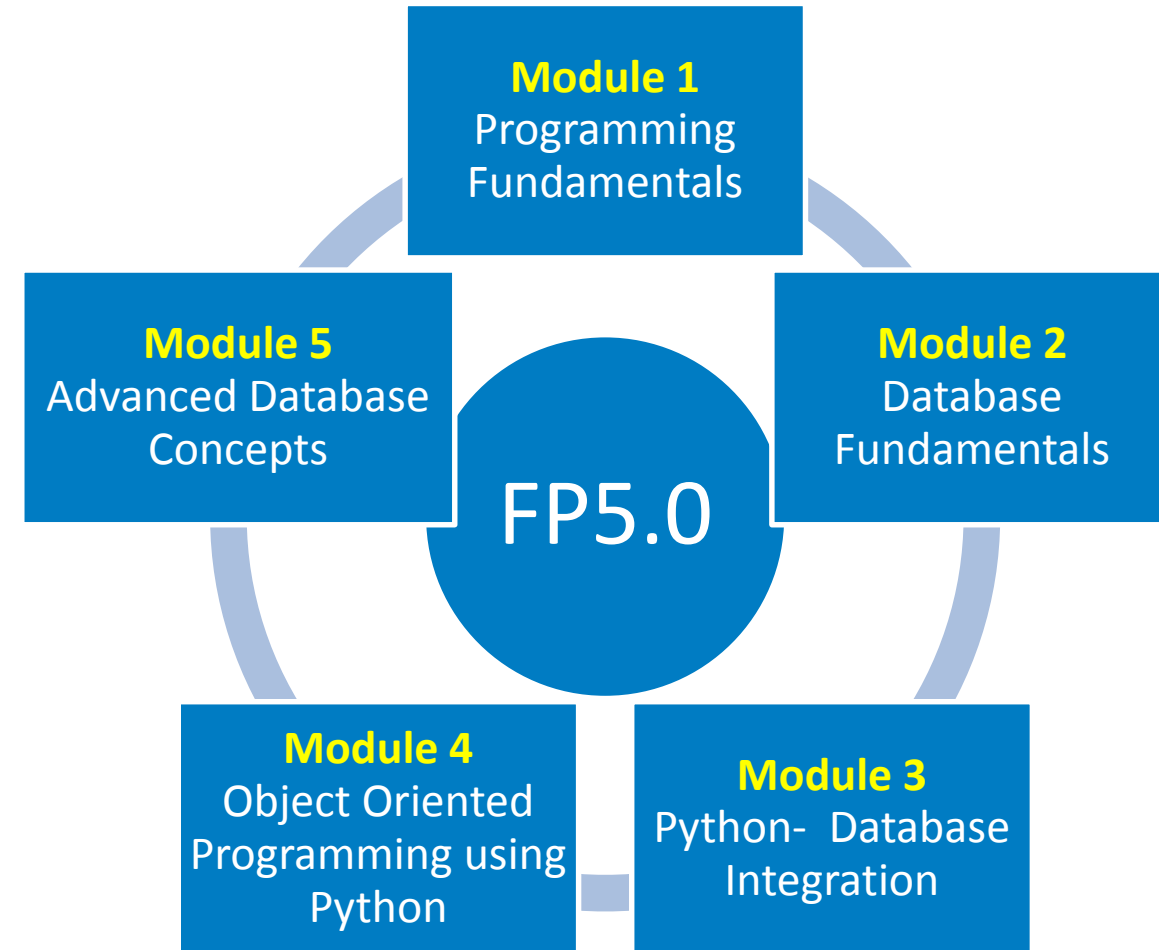 Module 1
Programming
Fundamentals
Module 2
Database
Fundamentals
Module 3
Python-  Database
Integration
Module 4
Object Oriented
Programming using
Python
Module 5
Advanced Database
Concepts
FP5.0